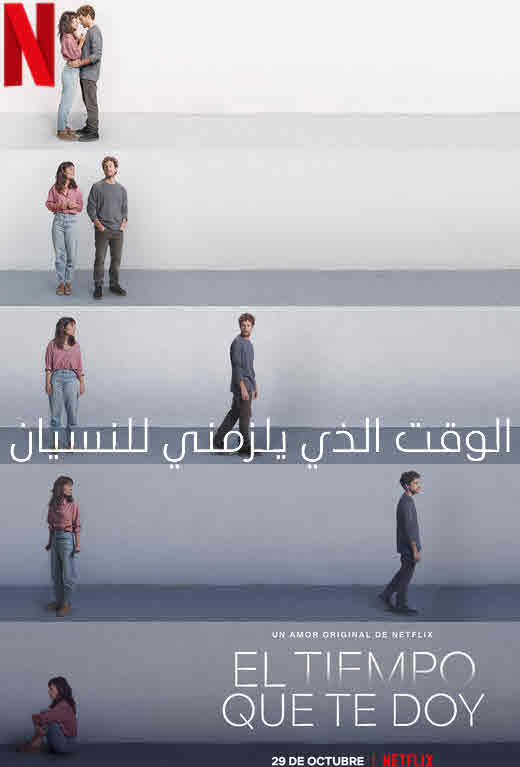 N
الوقت الذي يلزمني للنسيان
UN AMOR ORIGINAL DE NETFLIX
EL TIEMPO
QUE TE DOY
29 DE OCTUBRE | NETFLIX